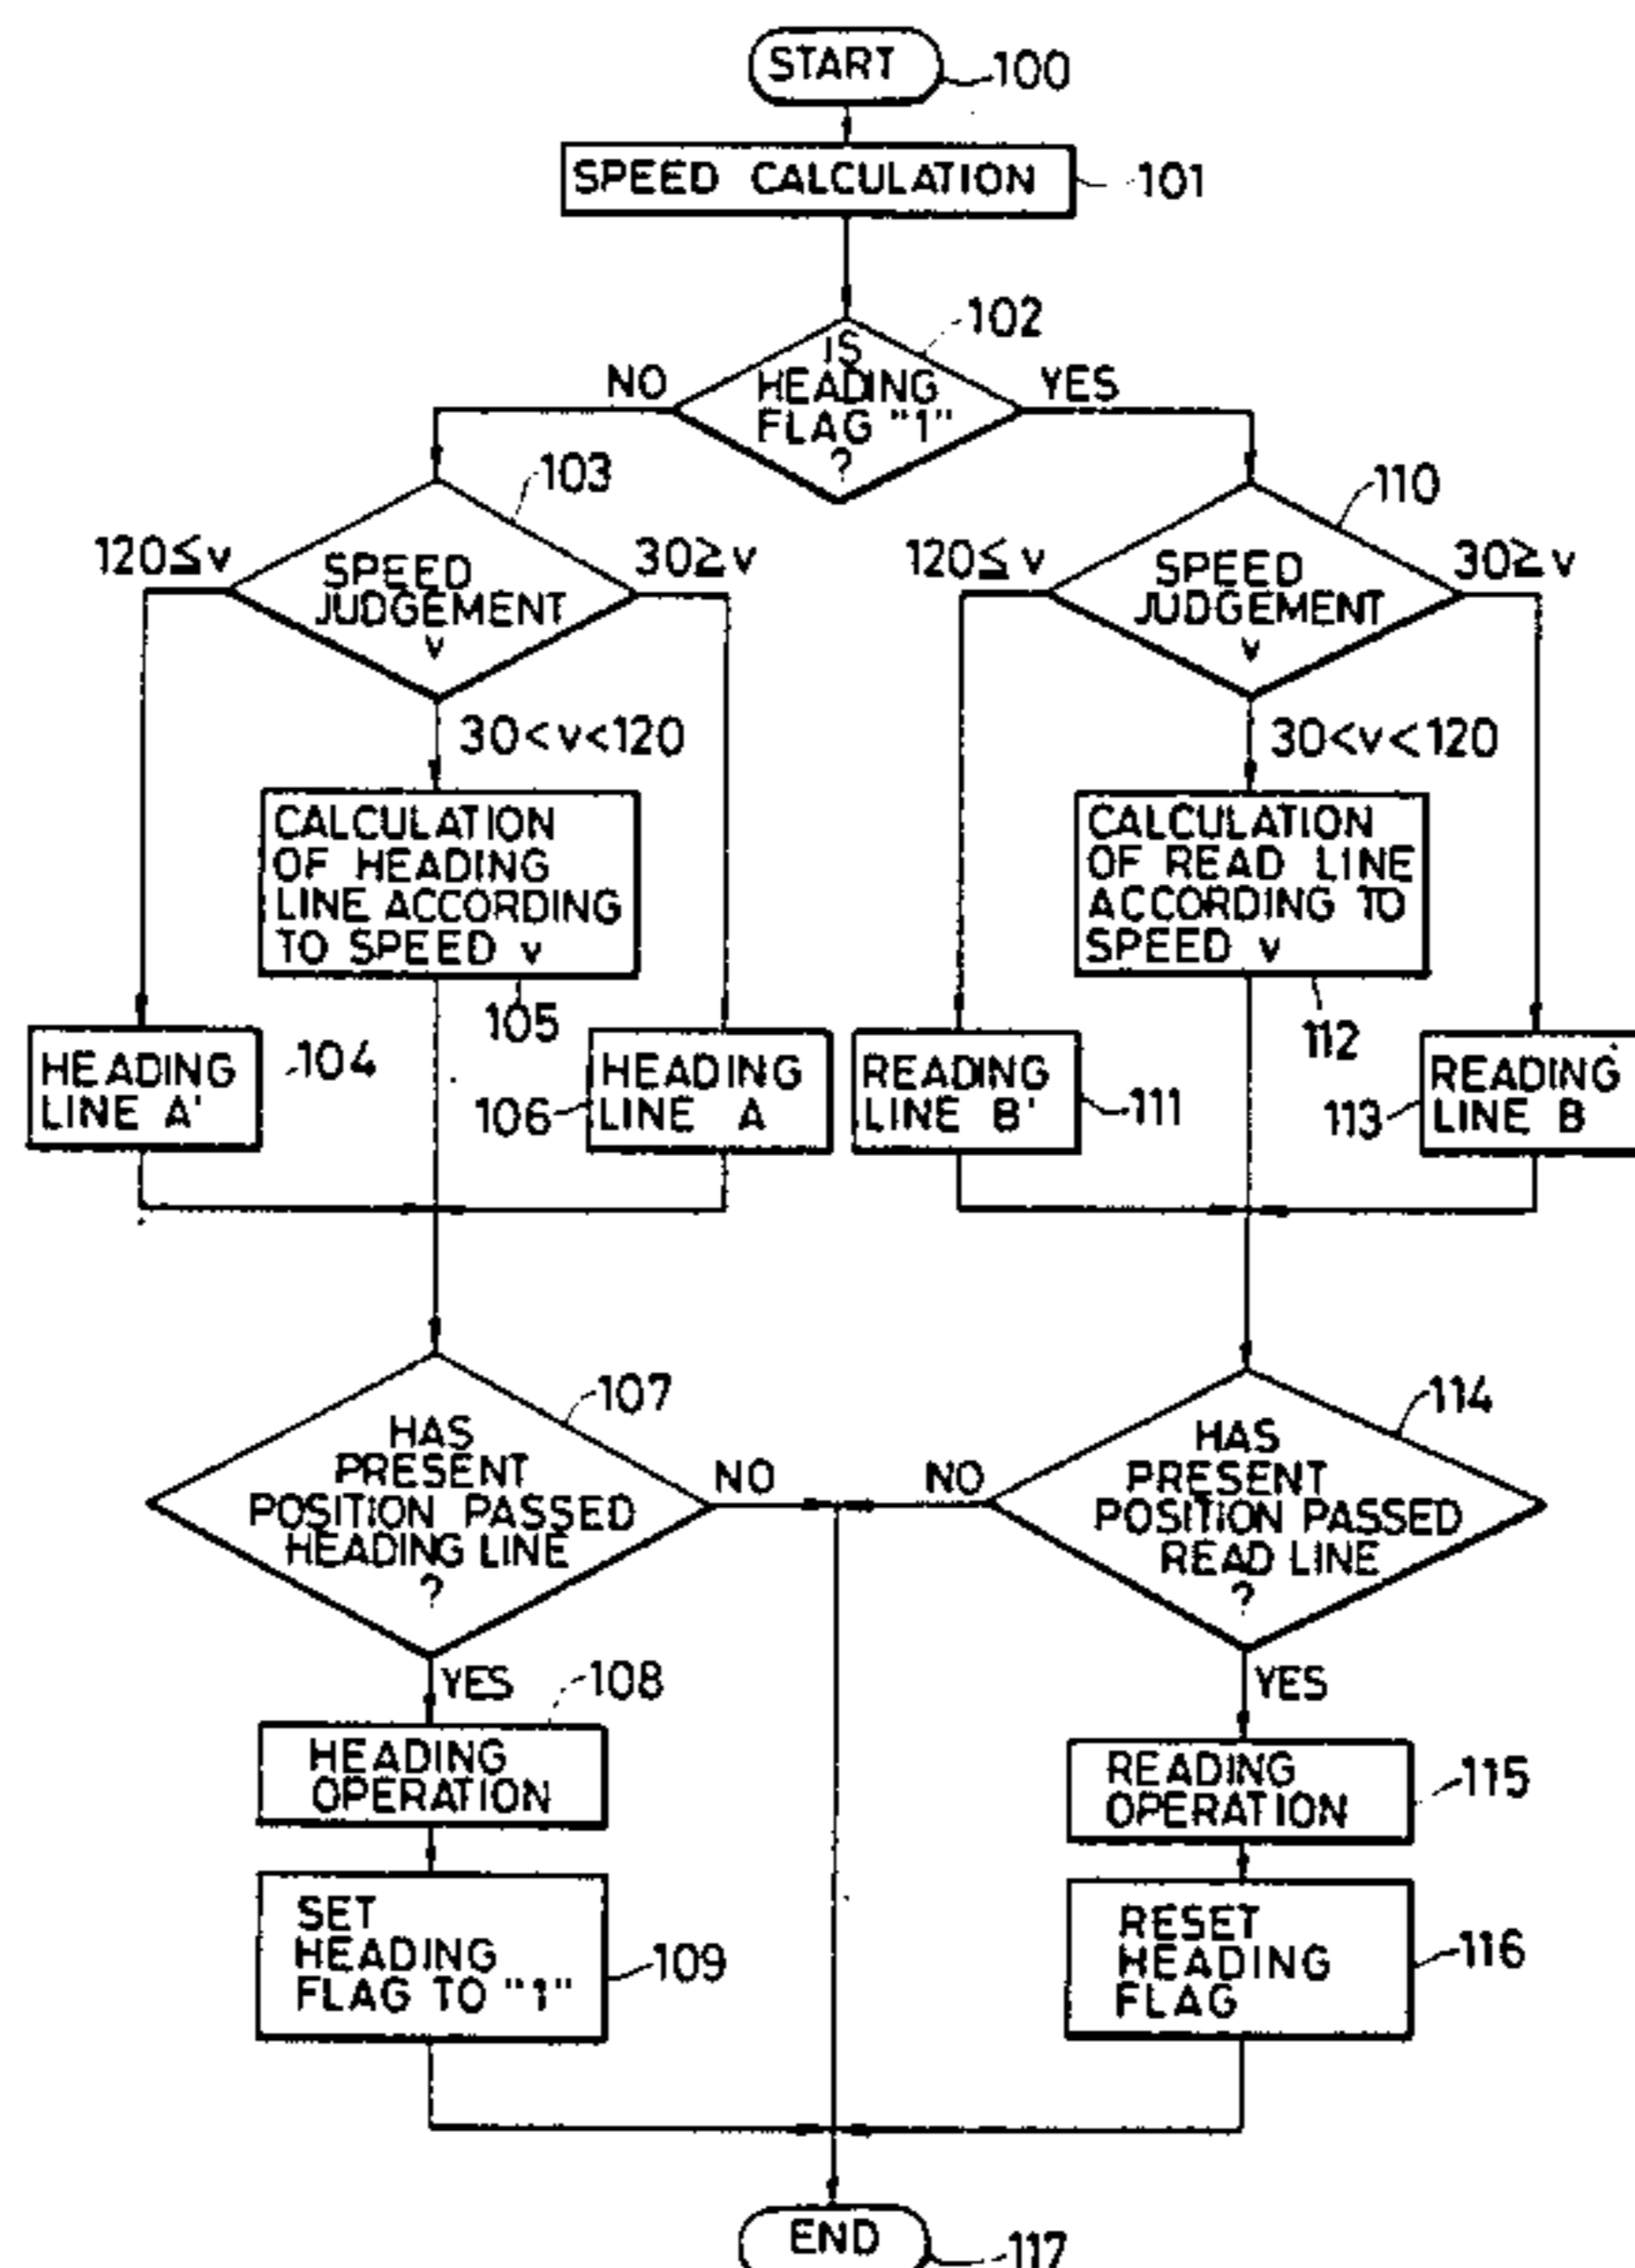 START
100
SPEED CALCULATION
101
102
IS
HEADING
FLAG "1"
?
NO
YES
103
120≦v
SPEED
JUDGEMENT
v
30≧v
30<v<120
CALCULATION
OF HEADING
LINE ACCORDING
TO SPEED v
105
HEADING
LINE A'
104
106
HEADING
LINE A
110
120≦v
SPEED
JUDGEMENT
v
30≧v
30<v<120
CALCULATION
OF READ LINE
ACCORDING TO
SPEED v
112
READING
LINE B'
111
113
READING
LINE B
107
HAS
PRESENT
POSITION PASSED
HEADING LINE
?
NO
YES
108
HEADING
OPERATION
SET
HEADING
FLAG TO "1"
109
114
HAS
PRESENT
POSITION PASSED
READ LINE
?
NO
YES
READING
OPERATION
115
RESET
HEADING
FLAG
116
END
117